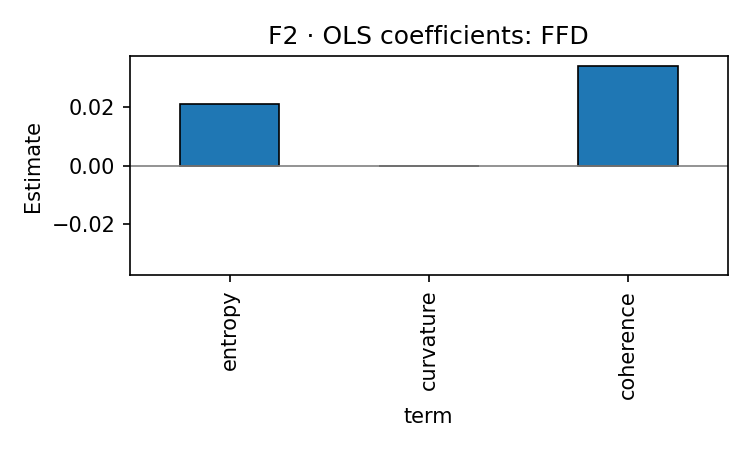 F2 · OLS coefficients: FFD
Estimate
0.02
0.00
−0.02
entropy
curvature
coherence
term